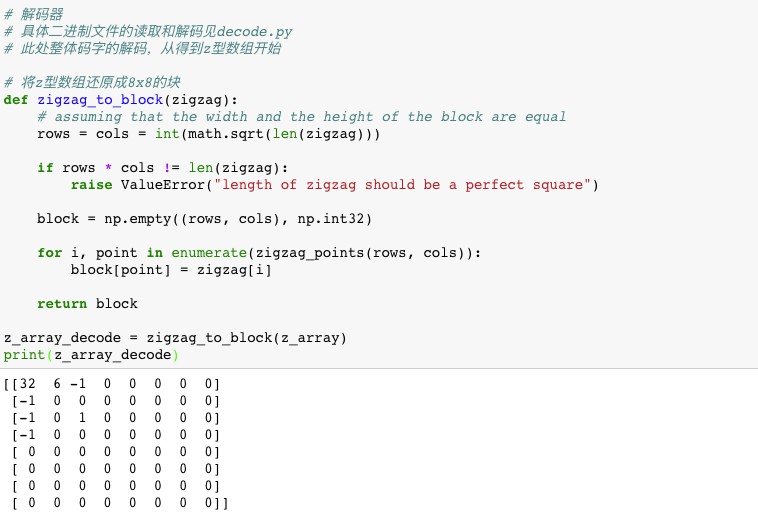 # 解码器
# 具体二进制文件的读取和解码见decode.py
# 此处整体码字的解码，从得到z型数组开始
# 将z型数组还原成8x8的块
def zigzag_to_block(zigzag):
    # assuming that the width and the height of the block are equal
    rows = cols = int(math.sqrt(len(zigzag)))
    if rows * cols != len(zigzag):
        raise ValueError("length of zigzag should be a perfect square")
    block = np.empty((rows, cols), np.int32)
    for i, point in enumerate(zigzag_points(rows, cols)):
        block[point] = zigzag[i]
    return block
z_array_decode = zigzag_to_block(z_array)
print(z_array_decode)
[[32  6 -1  0  0  0  0  0]
 [-1  0  0  0  0  0  0  0]
 [-1  0  1  0  0  0  0  0]
 [-1  0  0  0  0  0  0  0]
 [ 0  0  0  0  0  0  0  0]
 [ 0  0  0  0  0  0  0  0]
 [ 0  0  0  0  0  0  0  0]
 [ 0  0  0  0  0  0  0  0]]